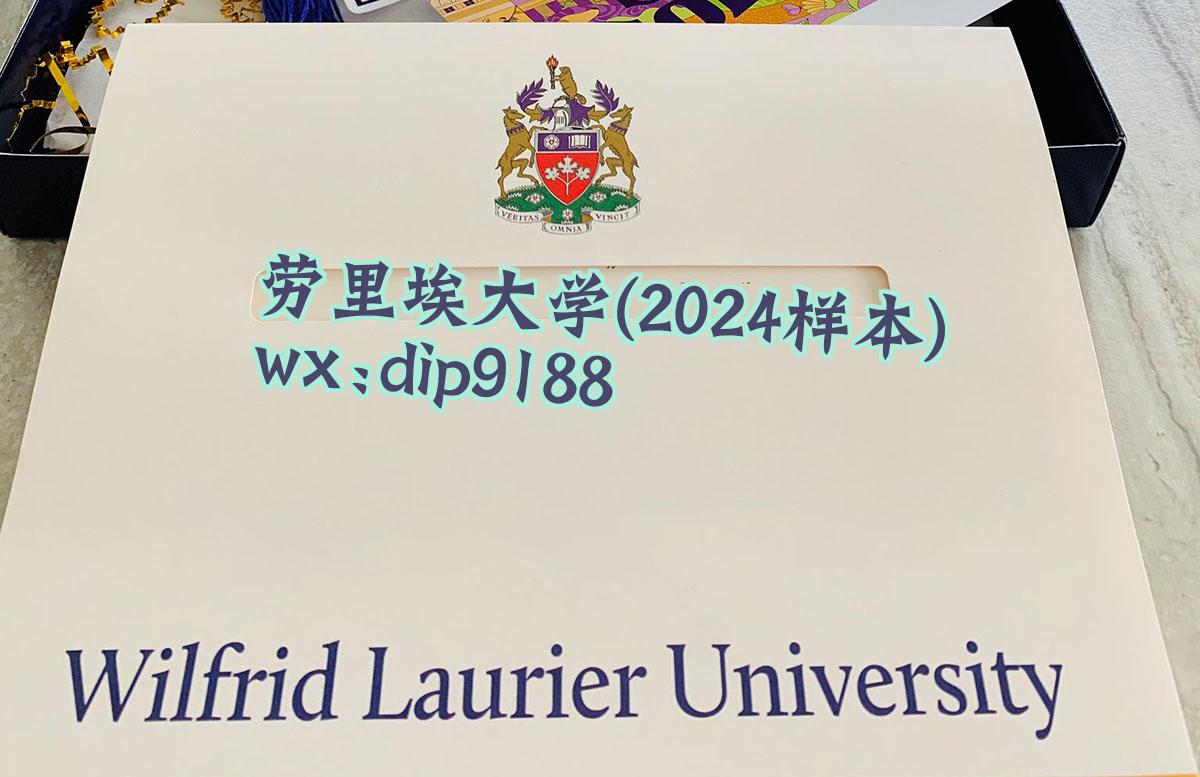 VERITAS OMNIA VINCIT
劳里埃大学(2024样本)
wx:dip9188
Wilfrid Laurier University